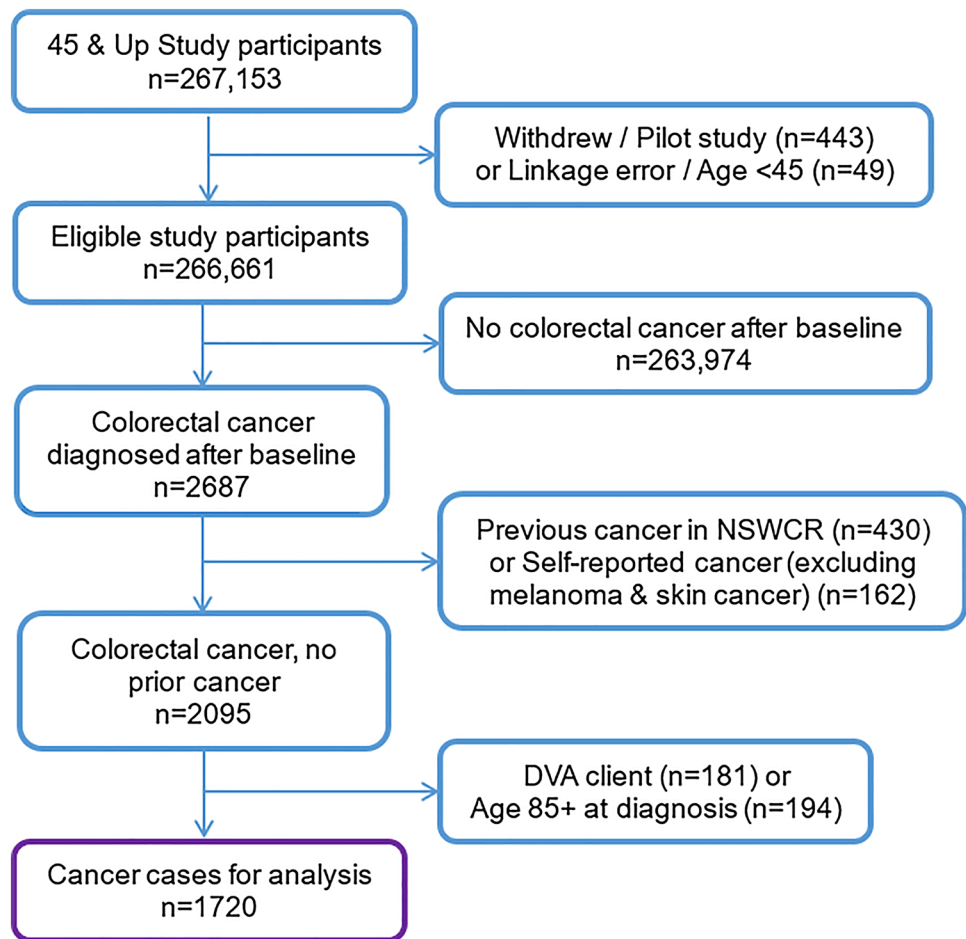 45 & Up Study participants
n=267,153
Withdrew / Pilot study (n=443)
or Linkage error / Age <45 (n=49)
Eligible study participants
n=266,661
No colorectal cancer after baseline
n=263,974
Colorectal cancer
diagnosed after baseline
n=2687
Previous cancer in NSWCR (n=430)
or Self-reported cancer (excluding
melanoma & skin cancer) (n=162)
Colorectal cancer, no
prior cancer
n=2095
DVA client (n=181) or
Age 85+ at diagnosis (n=194)
Cancer cases for analysis
n=1720